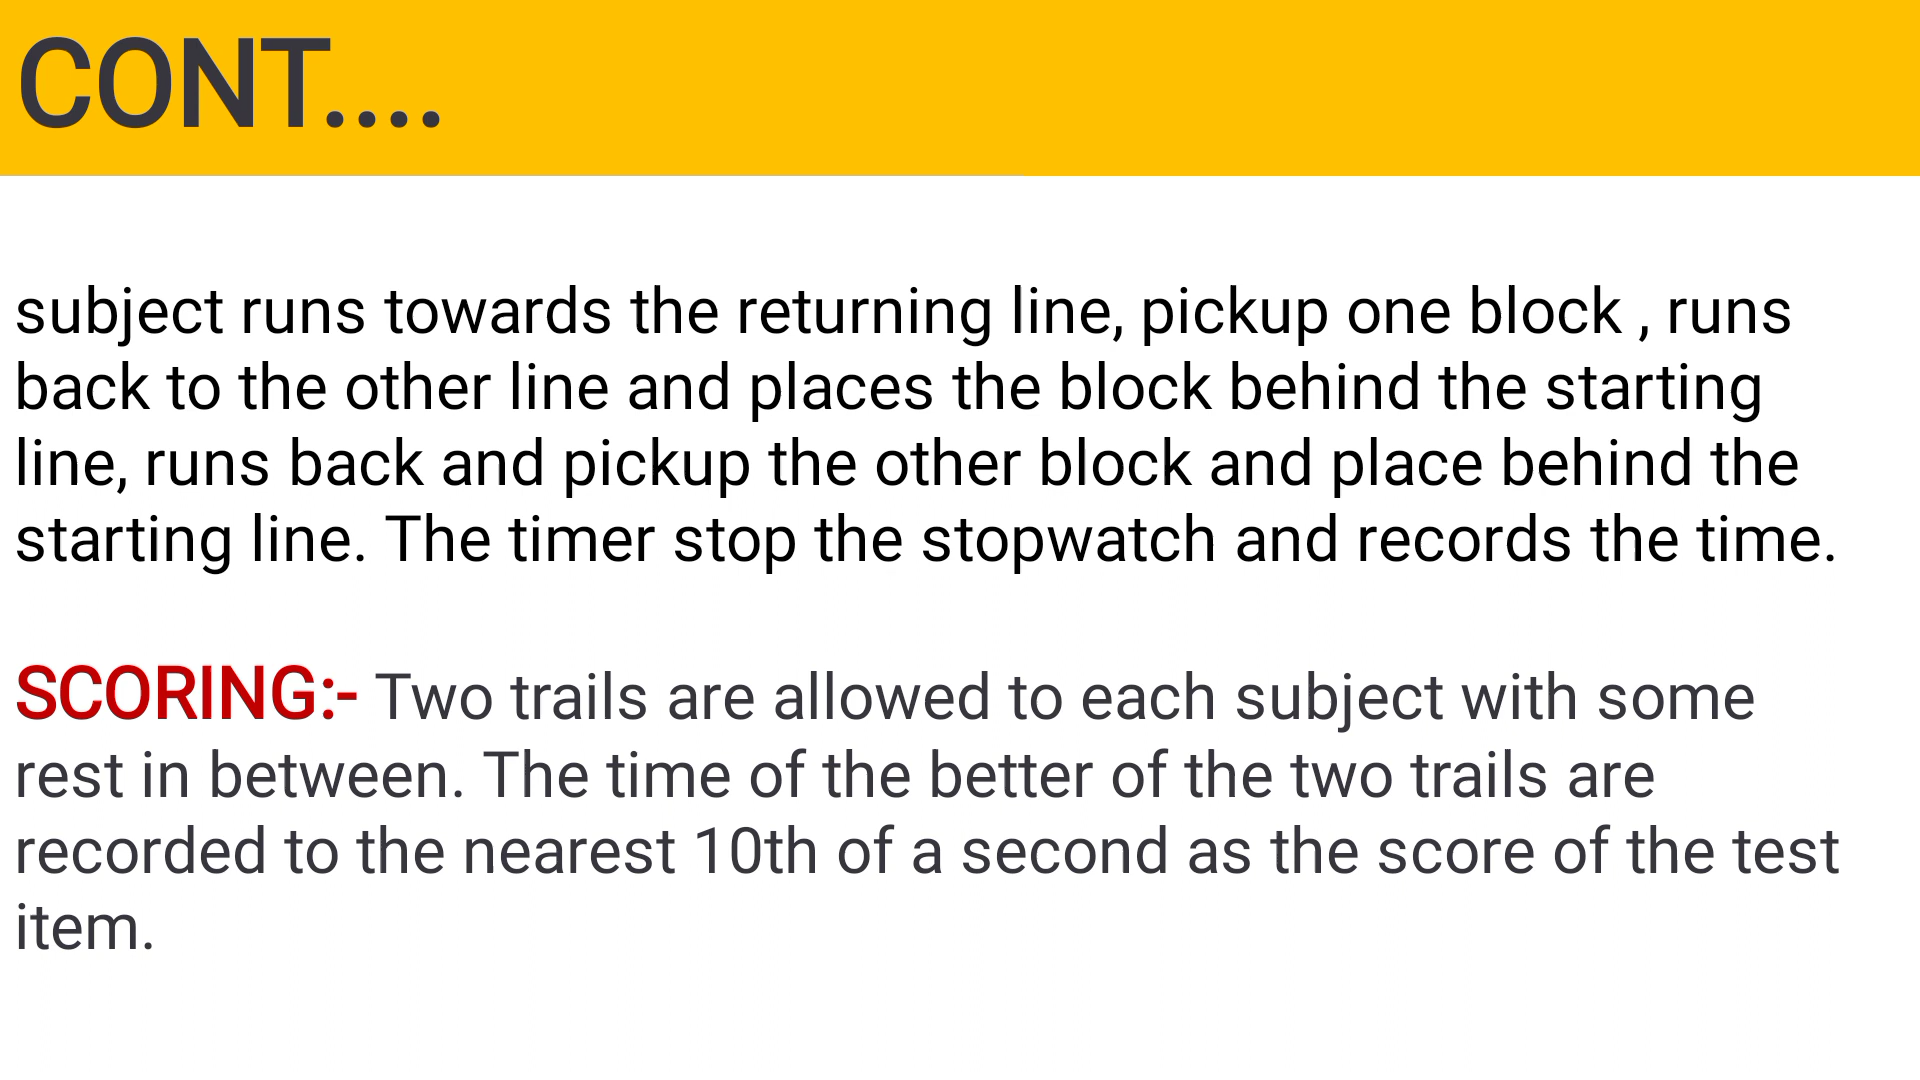 CONT....
subject runs towards the returning line, pickup one block , runs
back to the other line and places the block behind the starting
line, runs back and pickup the other block and place behind the
starting line. The timer stop the stopwatch and records the time.
SCORING:- Two trails are allowed to each subject with some
rest in between. The time of the better of the two trails are
recorded to the nearest 10th of a second as the score of the test
item.